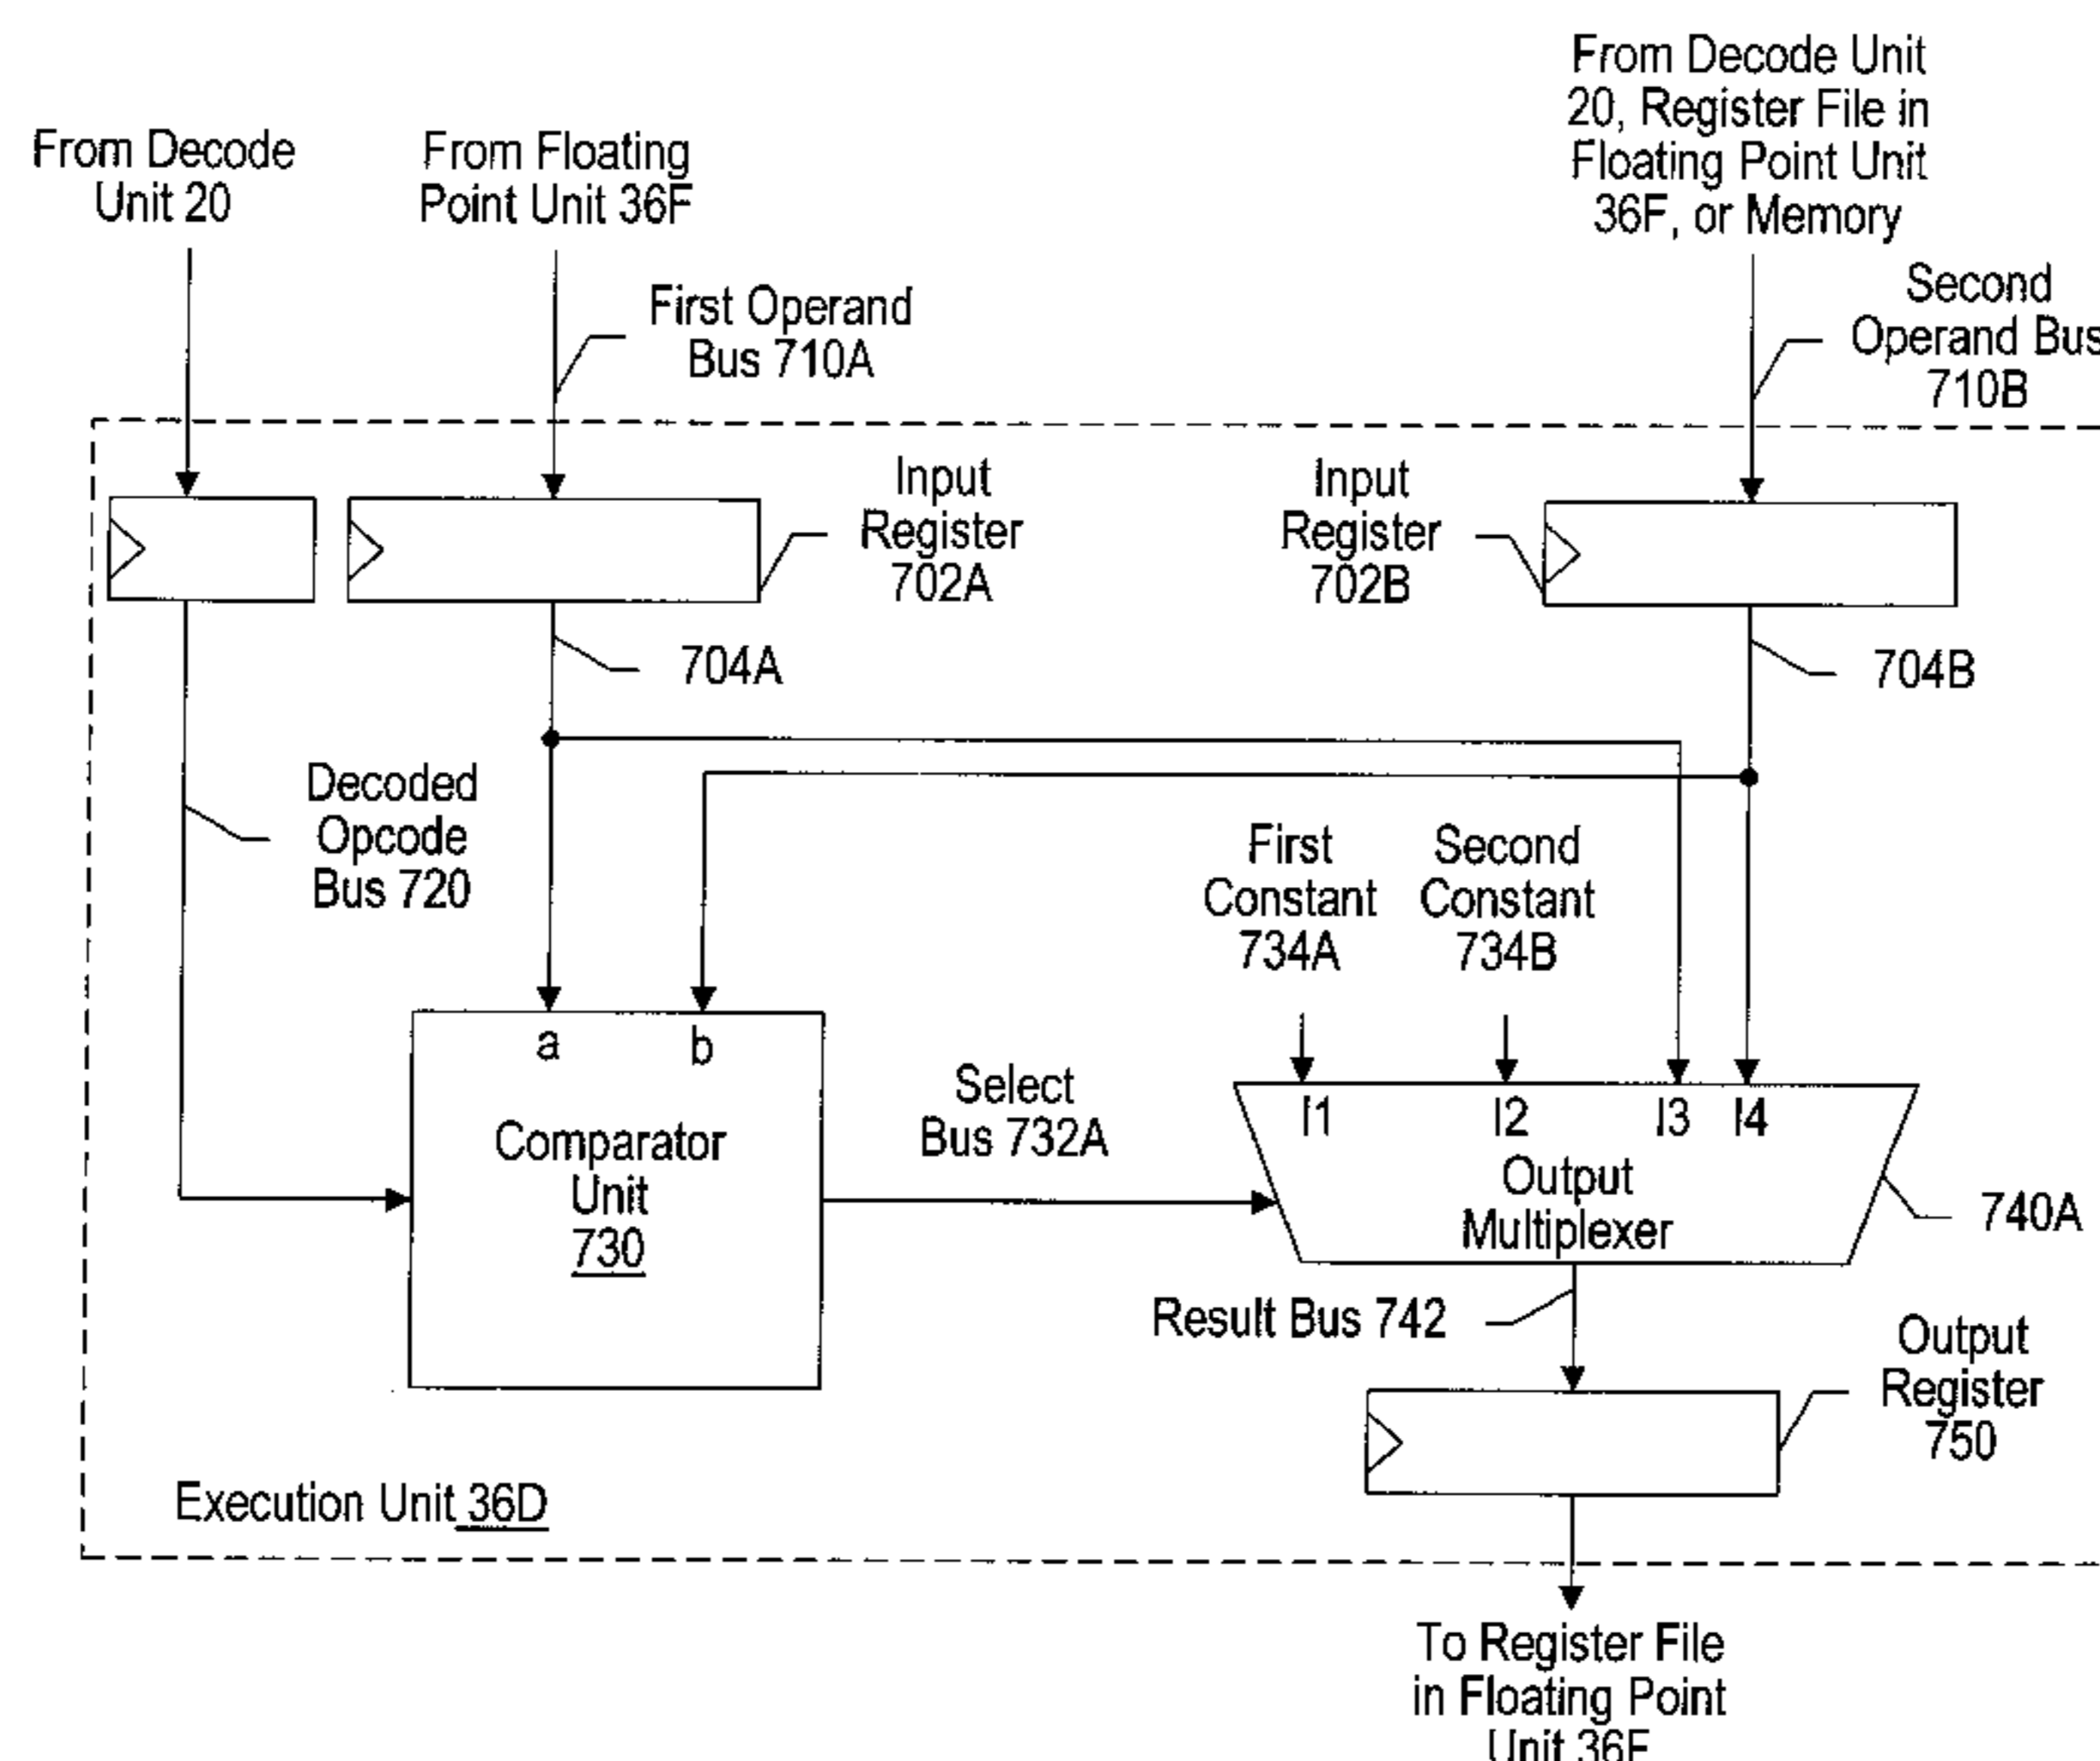 From Decode Unit
20, Register File in
Floating Point Unit
36F, or Memory
From Decode
Unit 20
From Floating
Point Unit 36F
First Operand
Bus 710A
Second
Operand Bus
710B
Input
Register
702A
Input
Register
702B
704A
704B
Decoded
Opcode
Bus 720
First
Constant
734A
Second
Constant
734B
a
b
Comparator
Unit
730
Select
Bus 732A
I1
I2
I3
I4
Output
Multiplexer
740A
Result Bus 742
Output
Register
750
Execution Unit 36D
To Register File
in Floating Point
Unit 36F